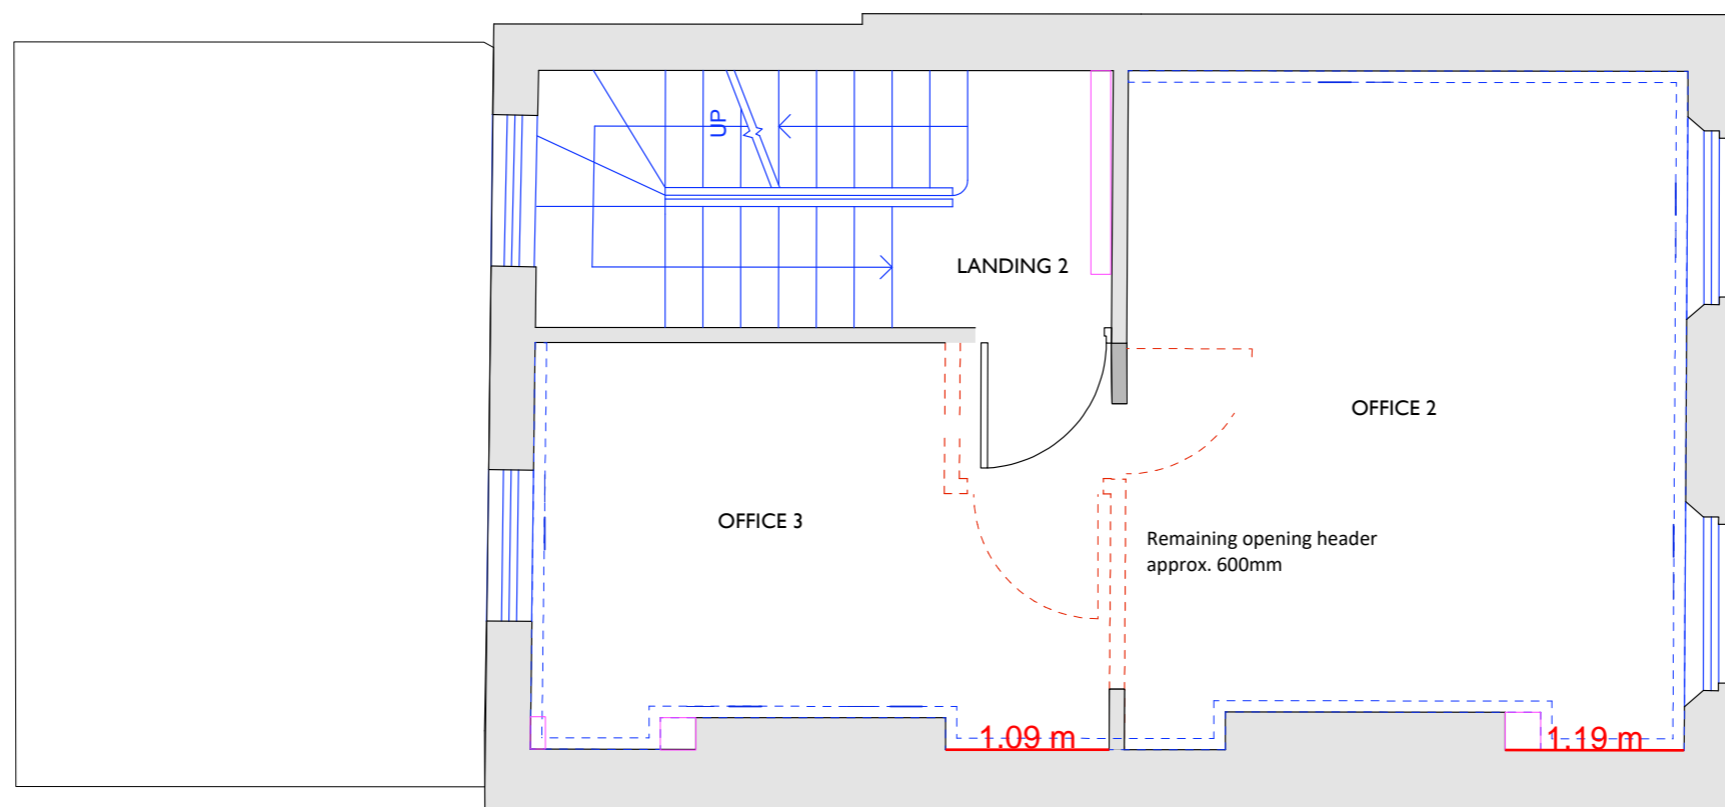 UP
LANDING 2
OFFICE 2
OFFICE 3
Remaining opening header
approx. 600mm
1.09 m
1.19 m